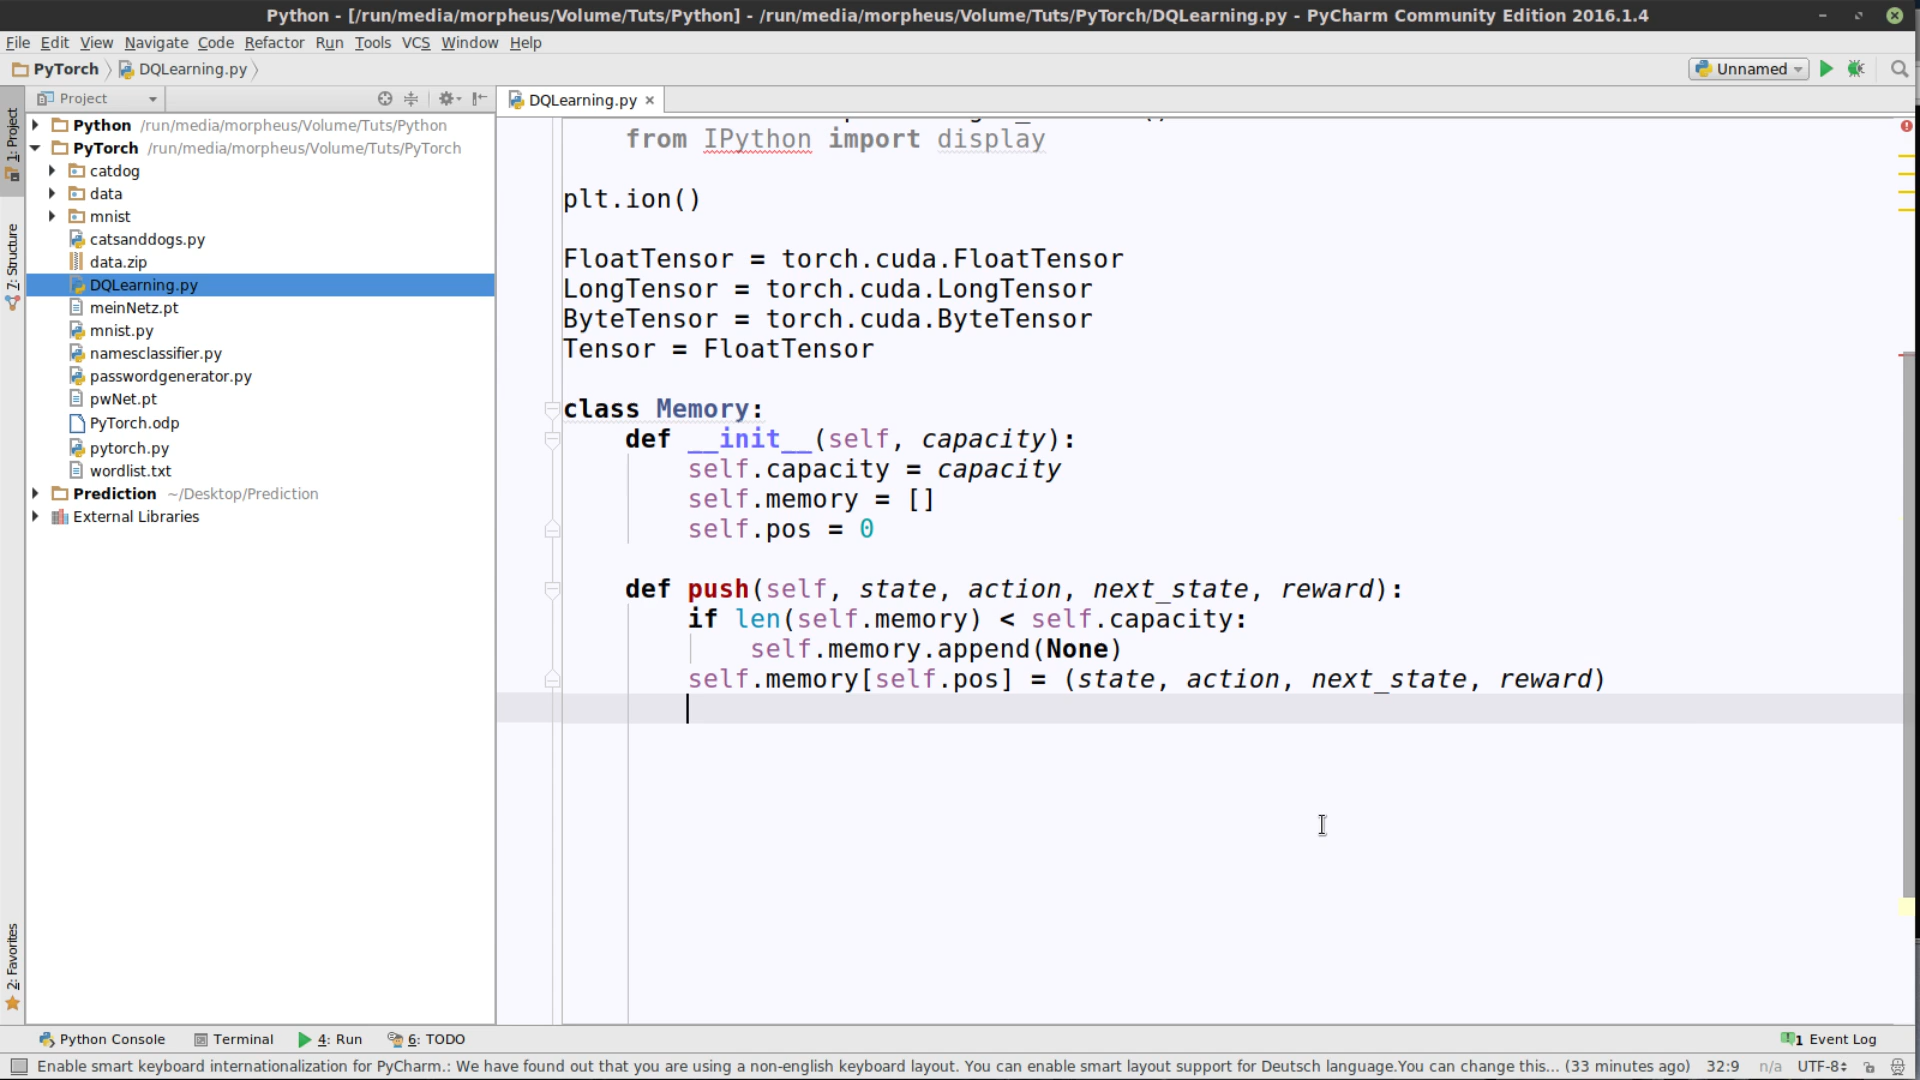 Python - [/run/media/morpheus/Volume/Tuts/Python] - /run/media/morpheus/Volume/Tuts/PyTorch/DQLearning.py - PyCharm Community Edition 2016.1.4
File Edit View Navigate Code Refactor Run Tools VCS Window Help
PyTorch DQLearning.py Unnamed
Project DQLearning.py
1: Project
7: Structure
2: Favorites
Python /run/media/morpheus/Volume/Tuts/Python
PyTorch /run/media/morpheus/Volume/Tuts/PyTorch
catdog
data
mnist
catsanddogs.py
data.zip
DQLearning.py
meinNetz.pt
mnist.py
namesclassifier.py
passwordgenerator.py
pwNet.pt
PyTorch.odp
pytorch.py
wordlist.txt
Prediction ~/Desktop/Prediction
External Libraries
from IPython import display
plt.ion()
FloatTensor = torch.cuda.FloatTensor
LongTensor = torch.cuda.LongTensor
ByteTensor = torch.cuda.ByteTensor
Tensor = FloatTensor
class Memory:
def __init__(self, capacity):
self.capacity = capacity
self.memory = []
self.pos = 0
def push(self, state, action, next_state, reward):
if len(self.memory) < self.capacity:
self.memory.append(None)
self.memory[self.pos] = (state, action, next_state, reward)
Python Console Terminal 4: Run 6: TODO 1 Event Log
Enable smart keyboard internationalization for PyCharm.: We have found out that you are using a non-english keyboard layout. You can enable smart layout support for Deutsch language.You can change this... (33 minutes ago) 32:9 n/a UTF-8